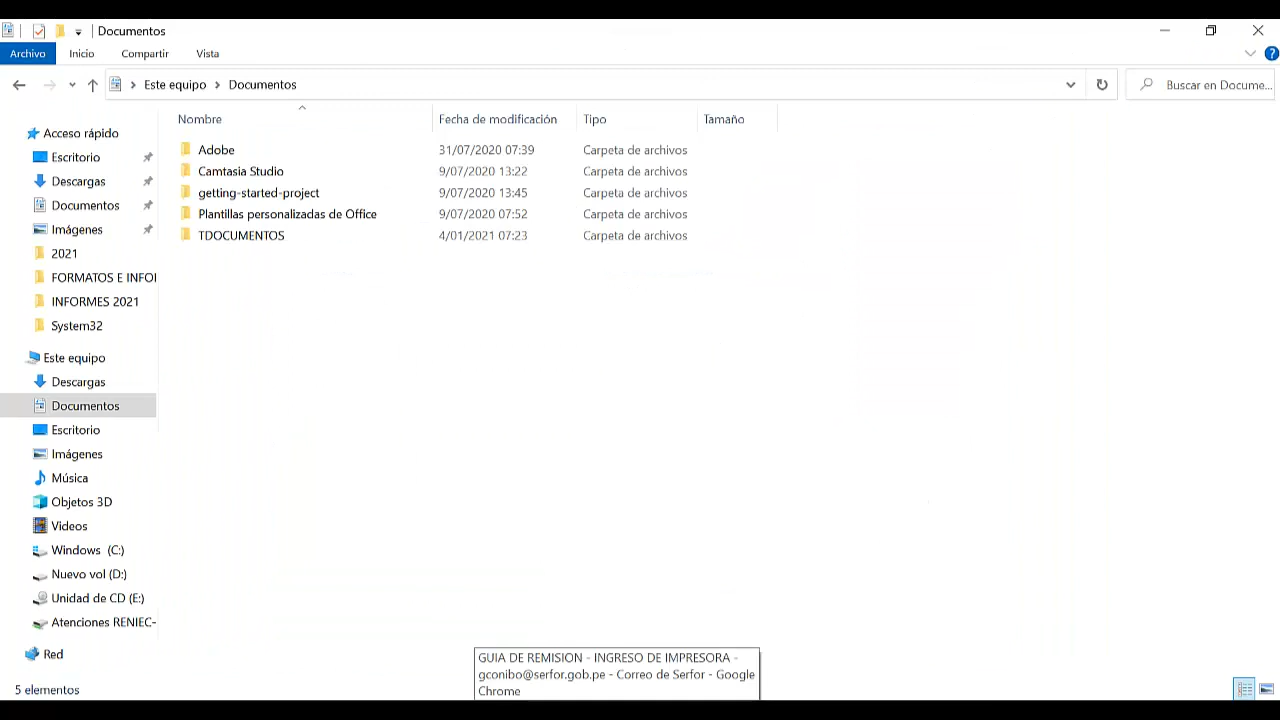 Documentos
Archivo Inicio Compartir Vista
Este equipo Documentos Buscar en Docume...
Nombre Fecha de modificación Tipo Tamaño
Adobe 31/07/2020 07:39 Carpeta de archivos
Camtasia Studio 9/07/2020 13:22 Carpeta de archivos
getting-started-project 9/07/2020 13:45 Carpeta de archivos
Plantillas personalizadas de Office 9/07/2020 07:52 Carpeta de archivos
TDOCUMENTOS 4/01/2021 07:23 Carpeta de archivos
Acceso rápido
Escritorio
Descargas
Documentos
Imágenes
2021
FORMATOS E INFOI
INFORMES 2021
System32
Este equipo
Descargas
Documentos
Escritorio
Imágenes
Música
Objetos 3D
Videos
Windows (C:)
Nuevo vol (D:)
Unidad de CD (E:)
Atenciones RENIEC-
Red
GUIA DE REMISION - INGRESO DE IMPRESORA -
gconibo@serfor.gob.pe - Correo de Serfor - Google
Chrome
5 elementos